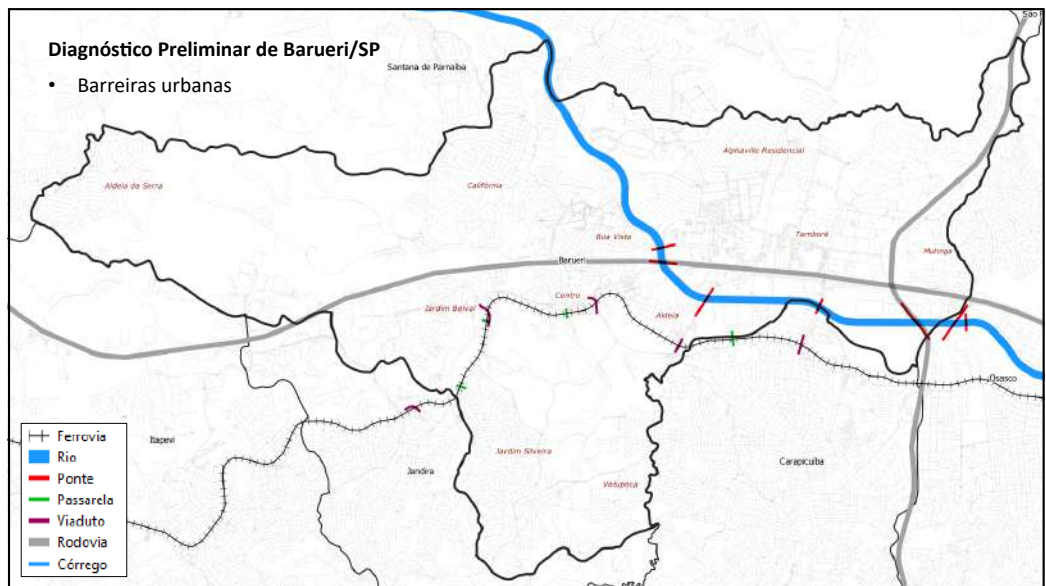 Diagnóstico Preliminar de Barueri/SP
• Barreiras urbanas
São P
Santana de Parnaíba
Alphaville Residencial
Aldeia da Serra
Califórnia
Boa Vista
Tamboré
Mutinga
Barueri
Jardim Belval
Centro
Aldeia
Osasco
Itapevi
Jandira
Jardim Silveira
Carapicuíba
Votupoca
Ferrovia
Rio
Ponte
Passarela
Viaduto
Rodovia
Córrego